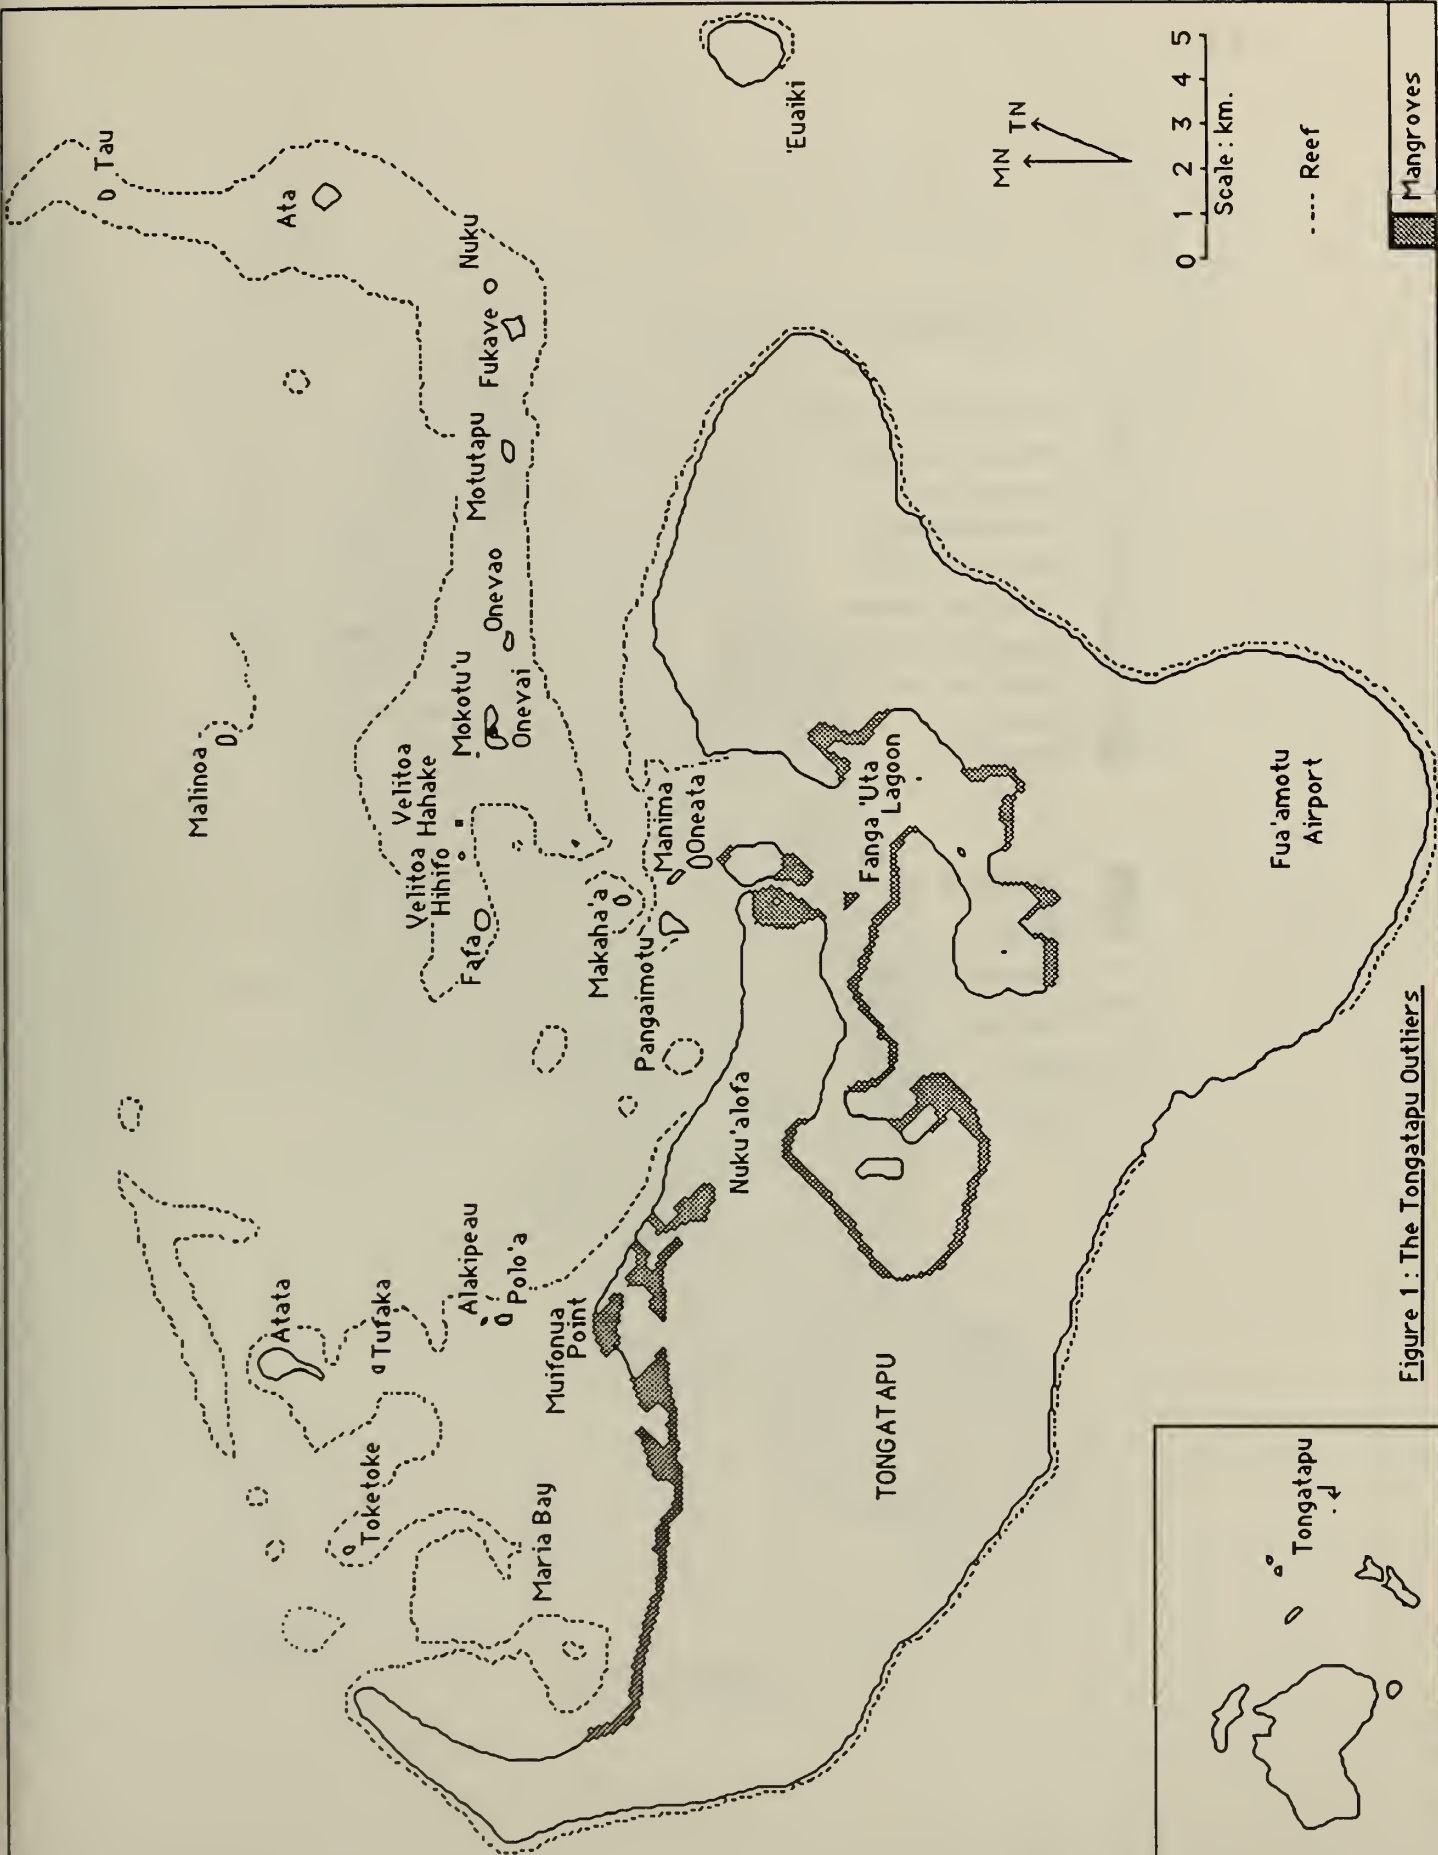 Tau
Ata
'Euaiki
Nuku
Fukave
Motutapu
Onevao
Mokotu'u
Onevai
Malinoa
Velitoa
Hahake
Velitoa
Hihifo
Fafa
Makaha'a
Manima
Oneata
Pangaimotu
Fanga 'Uta
Lagoon
Nuku'alofa
Atata
Tufaka
Alakipeau
Polo'a
Muifonua
Point
Toketoke
Maria Bay
TONGATAPU
Fua'amotu
Airport
MN TN
0 1 2 3 4 5
Scale: km.
---- Reef
Mangroves
Tongatapu
Figure 1: The Tongatapu Outliers